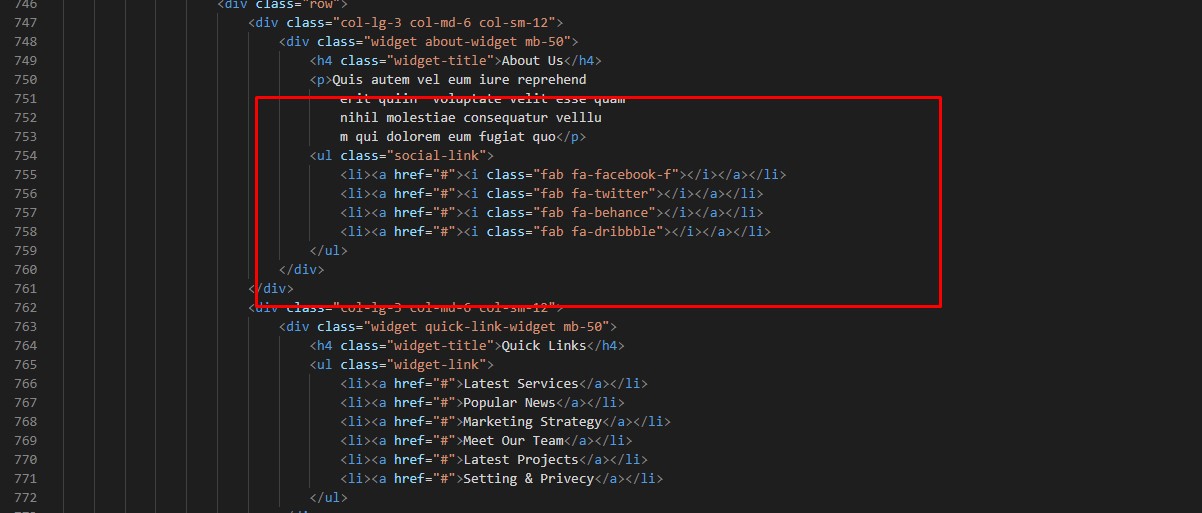 746 <div class="row">
747 <div class="col-lg-3 col-md-6 col-sm-12">
748 <div class="widget about-widget mb-50">
749 <h4 class="widget-title">About Us</h4>
750 <p>Quis autem vel eum iure reprehend
751 erit quiin  voluptate velit esse quam
752 nihil molestiae consequatur velllu
753 m qui dolorem eum fugiat quo</p>
754 <ul class="social-link">
755 <li><a href="#"><i class="fab fa-facebook-f"></i></a></li>
756 <li><a href="#"><i class="fab fa-twitter"></i></a></li>
757 <li><a href="#"><i class="fab fa-behance"></i></a></li>
758 <li><a href="#"><i class="fab fa-dribbble"></i></a></li>
759 </ul>
760 </div>
761 </div>
762 <div class="col-lg-3 col-md-6 col-sm-12">
763 <div class="widget quick-link-widget mb-50">
764 <h4 class="widget-title">Quick Links</h4>
765 <ul class="widget-link">
766 <li><a href="#">Latest Services</a></li>
767 <li><a href="#">Popular News</a></li>
768 <li><a href="#">Marketing Strategy</a></li>
769 <li><a href="#">Meet Our Team</a></li>
770 <li><a href="#">Latest Projects</a></li>
771 <li><a href="#">Setting & Privecy</a></li>
772 </ul>